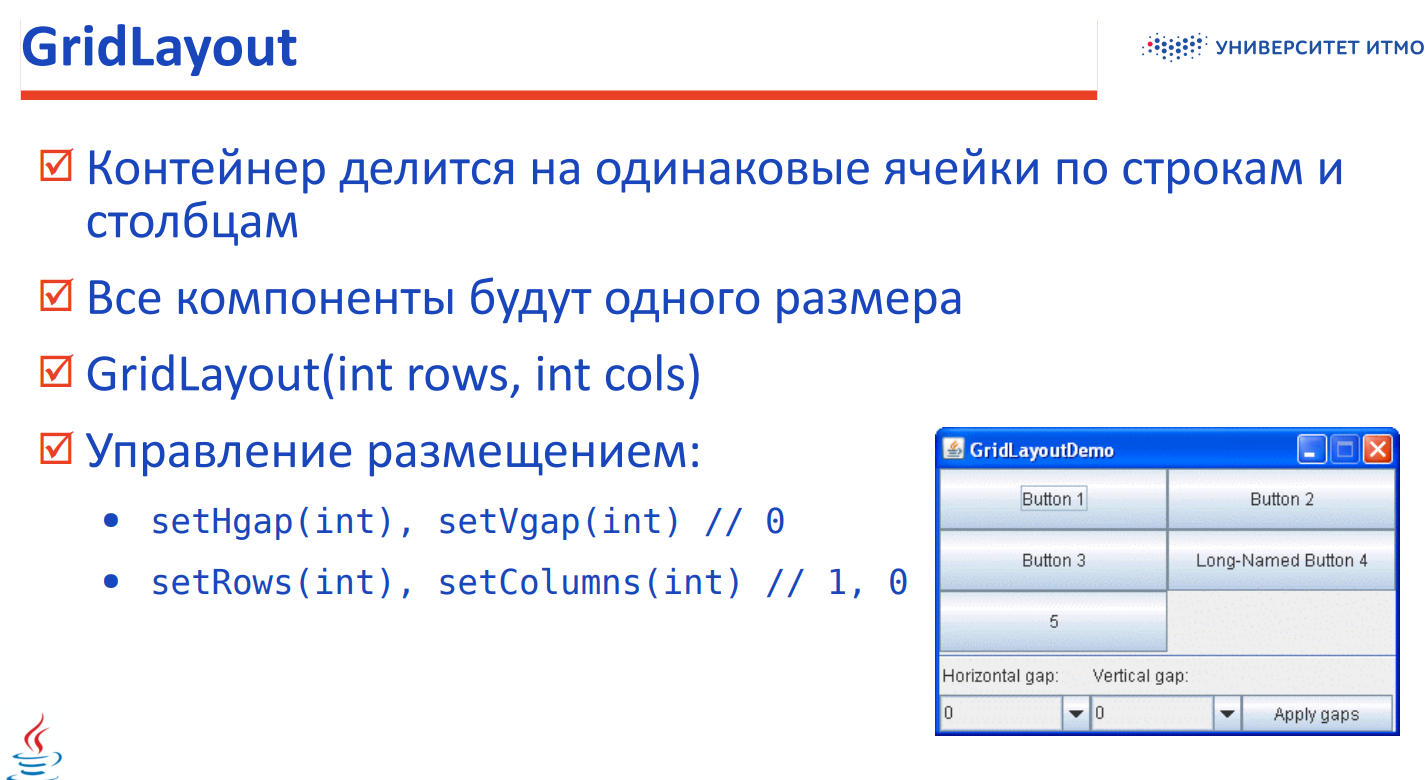 GridLayout
УНИВЕРСИТЕТ ИТМО
Контейнер делится на одинаковые ячейки по строкам и
столбцам
Все компоненты будут одного размера
GridLayout(int rows, int cols)
Управление размещением:
setHgap(int), setVgap(int) // 0
setRows(int), setColumns(int) // 1, 0
GridLayoutDemo
Button 1 Button 2
Button 3 Long-Named Button 4
5
Horizontal gap: Vertical gap:
0 0 Apply gaps